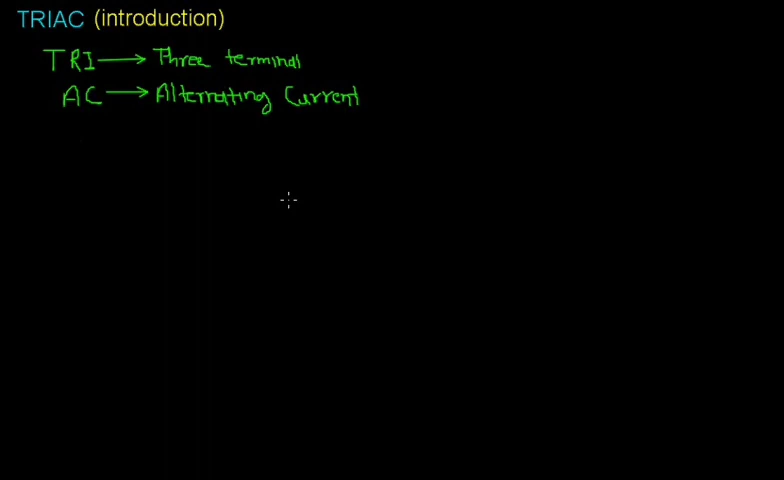 TRIAC (introduction)
TRI → Three terminal
AC → Alternating Current